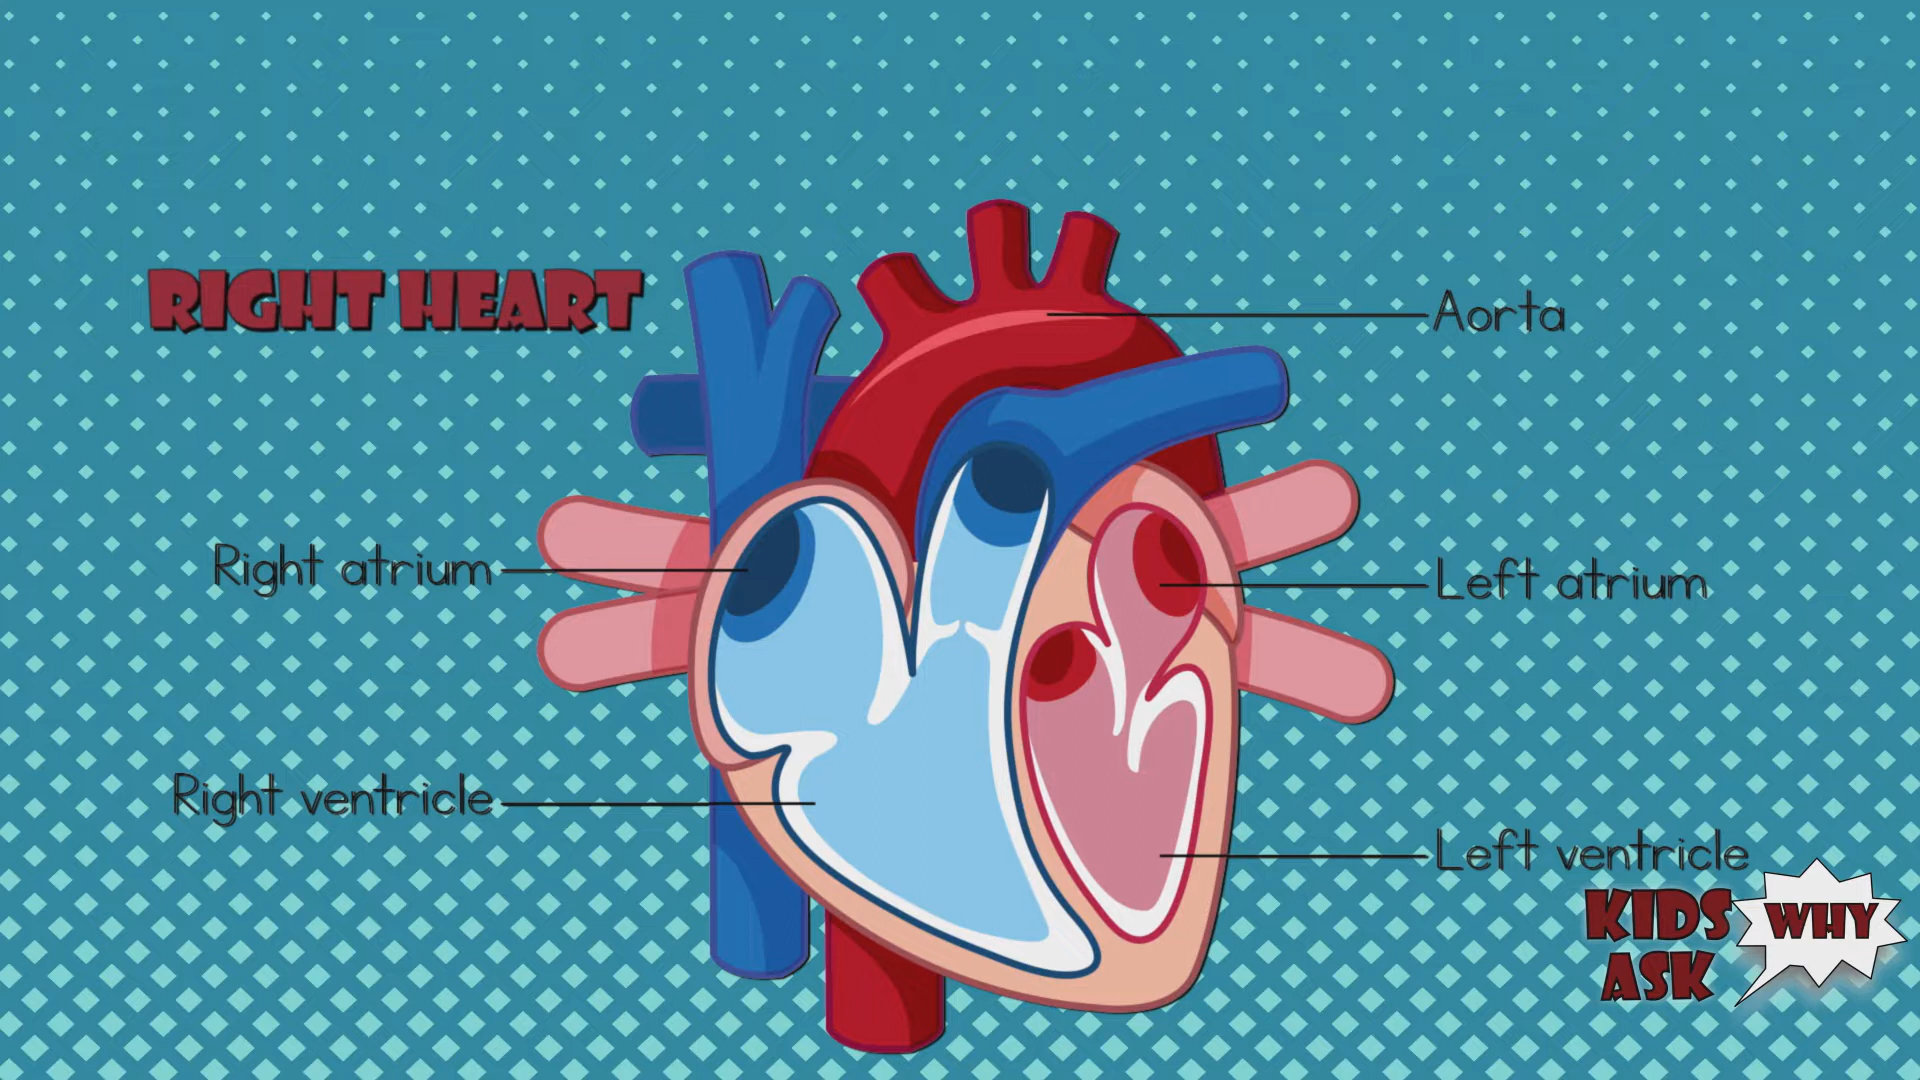 RIGHT HEART
Aorta
Right atrium
Left atrium
Right ventricle
Left ventricle
KIDS
WHY
ASK